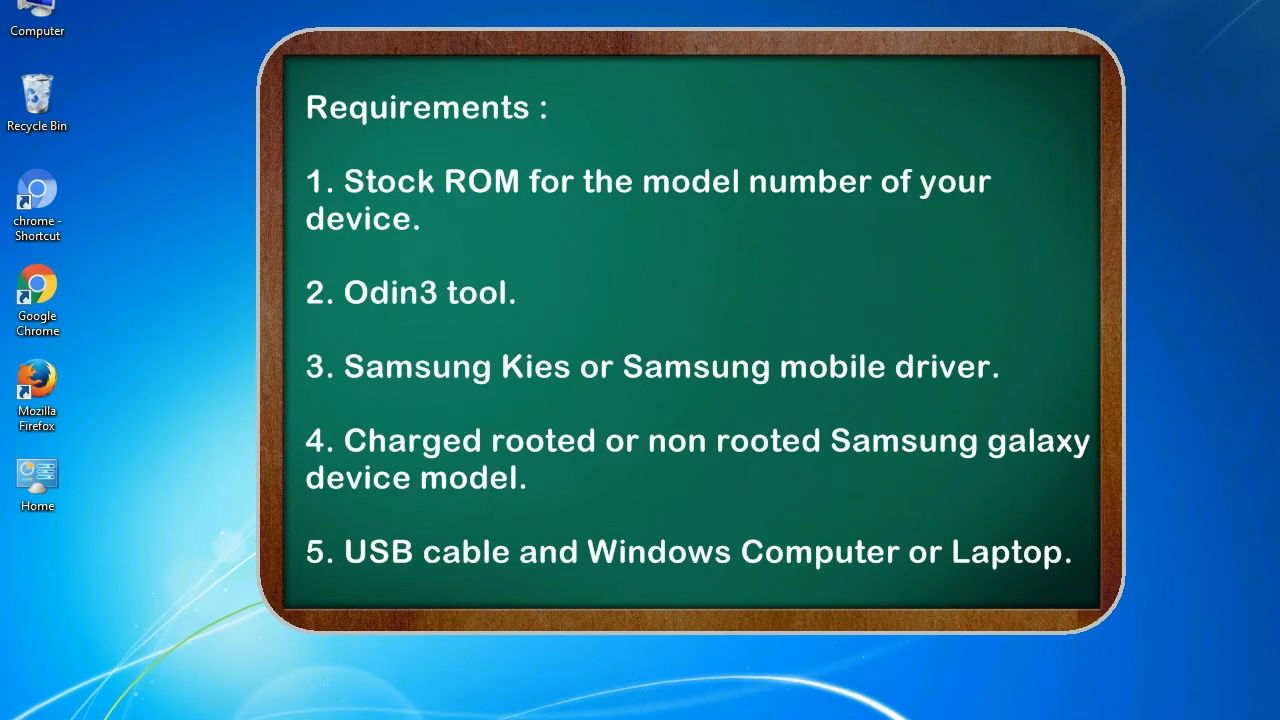 Computer
Recycle Bin
chrome -
Shortcut
Google
Chrome
Mozilla
Firefox
Home
Requirements :
1. Stock ROM for the model number of your
device.
2. Odin3 tool.
3. Samsung Kies or Samsung mobile driver.
4. Charged rooted or non rooted Samsung galaxy
device model.
5. USB cable and Windows Computer or Laptop.